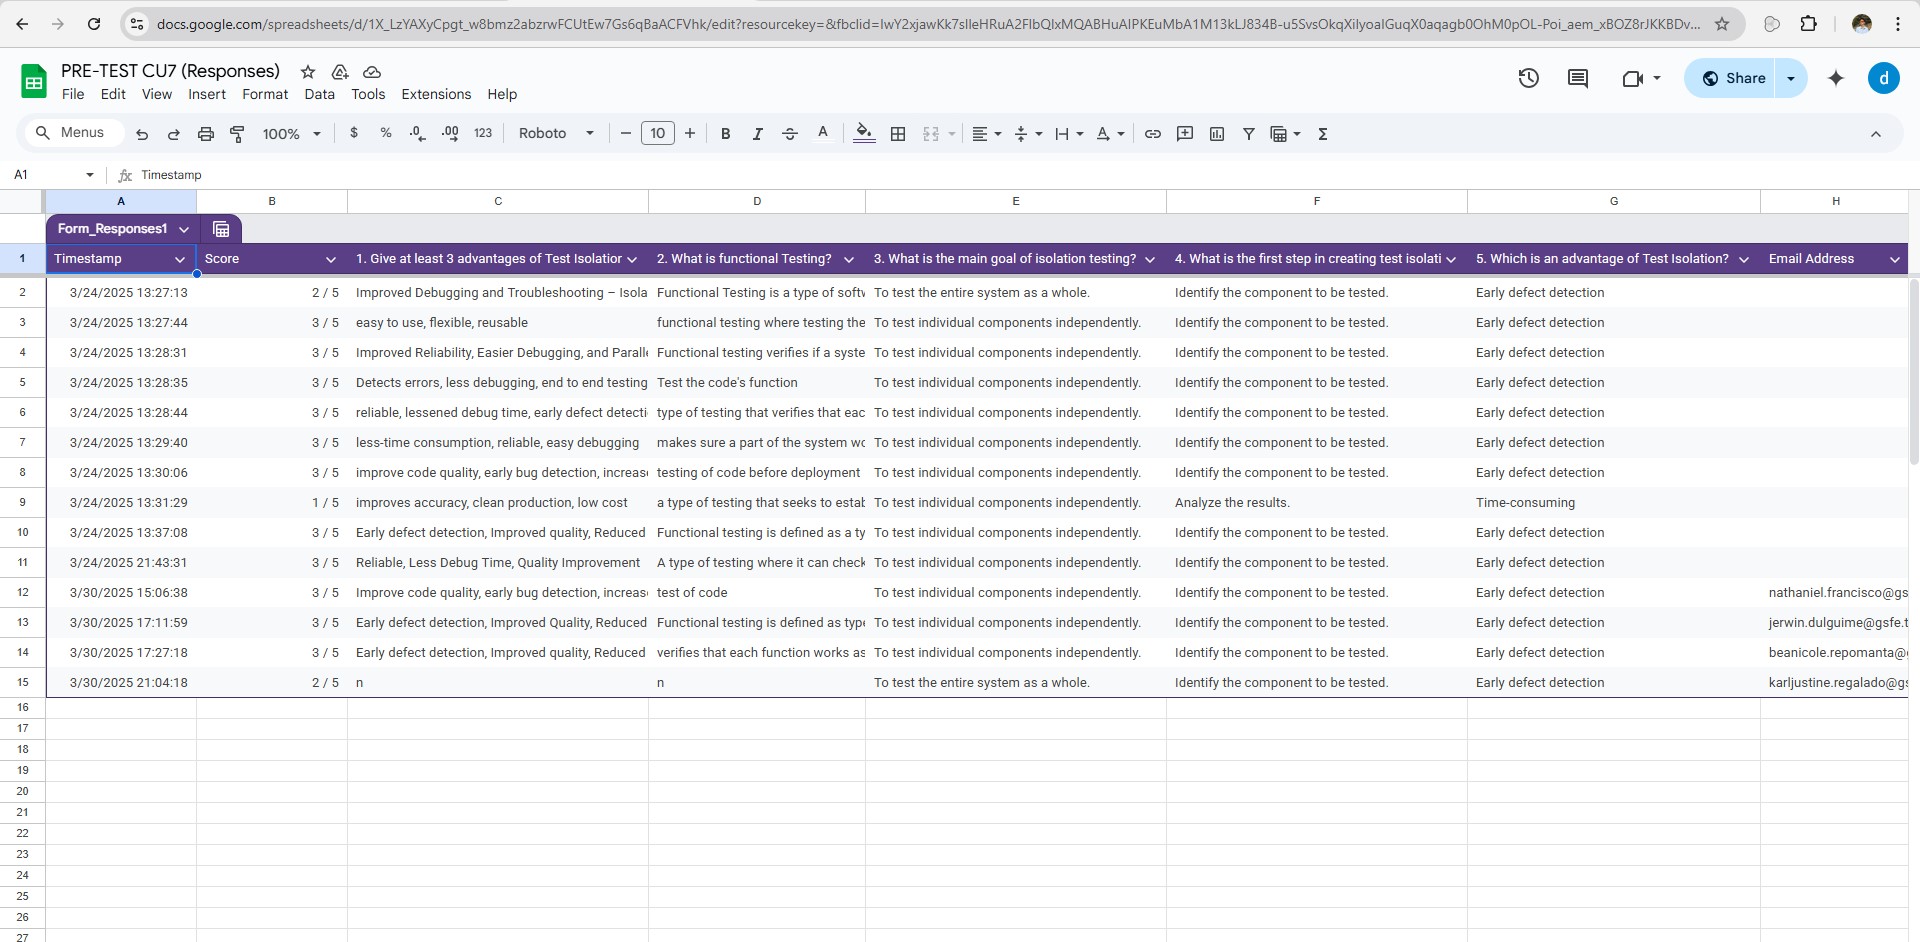 docs.google.com/spreadsheets/d/1X_LzYAXyCpgt_w8bmz2abzrwFCUtEw7Gs6qBaACFVhk/edit?resourcekey=&fbclid=IwY2xjawKk7slleHRuA2FlbQIxMQABHuAlPKEuMbA1M13kLJ834B-u5SvsOkqXilyoalGuqX0aqagb0OhM0pOL-Poi_aem_xBOZ8rJKKBDv...
PRE-TEST CU7 (Responses)
File Edit View Insert Format Data Tools Extensions Help
Share
d
Menus 100% $ % .0 .00 123 Roboto 10 B I A Σ
A1 fx Timestamp
A B C D E F G H
Form_Responses1
1 Timestamp Score 1. Give at least 3 advantages of Test Isolation 2. What is functional Testing? 3. What is the main goal of isolation testing? 4. What is the first step in creating test isolati 5. Which is an advantage of Test Isolation? Email Address
2 3/24/2025 13:27:13 2 / 5 Improved Debugging and Troubleshooting – Isola Functional Testing is a type of softw To test the entire system as a whole. Identify the component to be tested. Early defect detection
3 3/24/2025 13:27:44 3 / 5 easy to use, flexible, reusable functional testing where testing the To test individual components independently. Identify the component to be tested. Early defect detection
4 3/24/2025 13:28:31 3 / 5 Improved Reliability, Easier Debugging, and Paralle Functional testing verifies if a syste To test individual components independently. Identify the component to be tested. Early defect detection
5 3/24/2025 13:28:35 3 / 5 Detects errors, less debugging, end to end testing Test the code's function To test individual components independently. Identify the component to be tested. Early defect detection
6 3/24/2025 13:28:44 3 / 5 reliable, lessened debug time, early defect detecti type of testing that verifies that eac To test individual components independently. Identify the component to be tested. Early defect detection
7 3/24/2025 13:29:40 3 / 5 less-time consumption, reliable, easy debugging makes sure a part of the system wo To test individual components independently. Identify the component to be tested. Early defect detection
8 3/24/2025 13:30:06 3 / 5 improve code quality, early bug detection, increase testing of code before deployment To test individual components independently. Identify the component to be tested. Early defect detection
9 3/24/2025 13:31:29 1 / 5 improves accuracy, clean production, low cost a type of testing that seeks to estab To test individual components independently. Analyze the results. Time-consuming
10 3/24/2025 13:37:08 3 / 5 Early defect detection, Improved quality, Reduced Functional testing is defined as a ty To test individual components independently. Identify the component to be tested. Early defect detection
11 3/24/2025 21:43:31 3 / 5 Reliable, Less Debug Time, Quality Improvement A type of testing where it can check To test individual components independently. Identify the component to be tested. Early defect detection
12 3/30/2025 15:06:38 3 / 5 Improve code quality, early bug detection, increase test of code To test individual components independently. Identify the component to be tested. Early defect detection nathaniel.francisco@gs
13 3/30/2025 17:11:59 3 / 5 Early defect detection, Improved Quality, Reduced Functional testing is defined as type To test individual components independently. Identify the component to be tested. Early defect detection jerwin.dulguime@gsfe.t
14 3/30/2025 17:27:18 3 / 5 Early defect detection, Improved quality, Reduced verifies that each function works as To test individual components independently. Identify the component to be tested. Early defect detection beanicole.repomanta@g
15 3/30/2025 21:04:18 2 / 5 n n To test the entire system as a whole. Identify the component to be tested. Early defect detection karljustine.regalado@gs
16
17
18
19
20
21
22
23
24
25
26
27